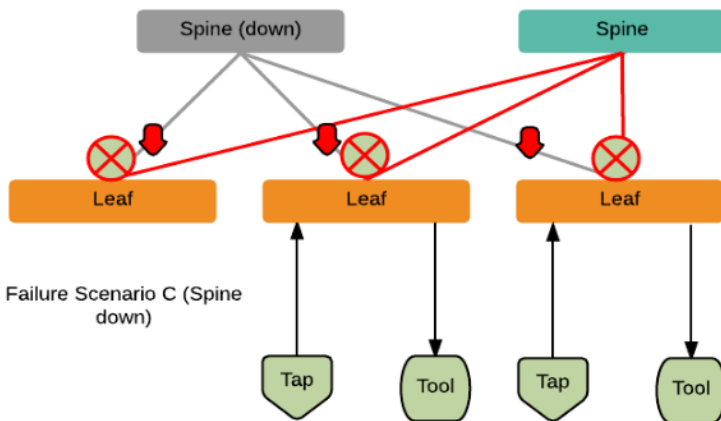 Spine (down)
Spine
Leaf
Leaf
Leaf
Failure Scenario C (Spine
down)
Tap
Tool
Tap
Tool